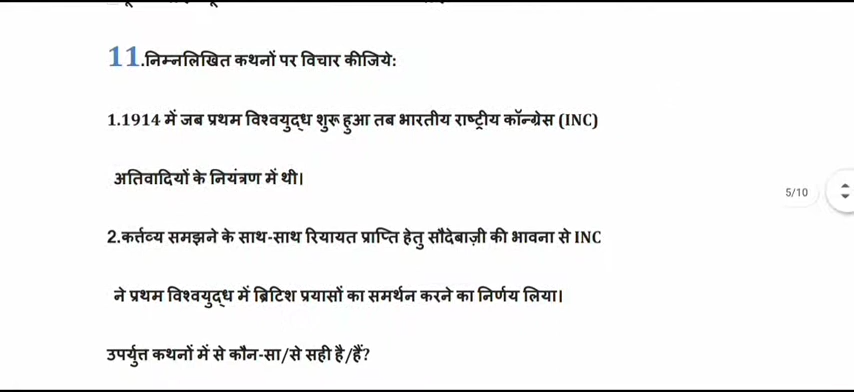 11.निम्नलिखित कथनों पर विचार कीजिये:
1.1914 में जब प्रथम विश्वयुद्ध शुरू हुआ तब भारतीय राष्ट्रीय कॉन्ग्रेस (INC)
अतिवादियों के नियंत्रण में थी।
5/10
2.कर्त्तव्य समझने के साथ-साथ रियायत प्राप्ति हेतु सौदेबाज़ी की भावना से INC
ने प्रथम विश्वयुद्ध में ब्रिटिश प्रयासों का समर्थन करने का निर्णय लिया।
उपर्युत्त कथनों में से कौन-सा/से सही है/हैं?